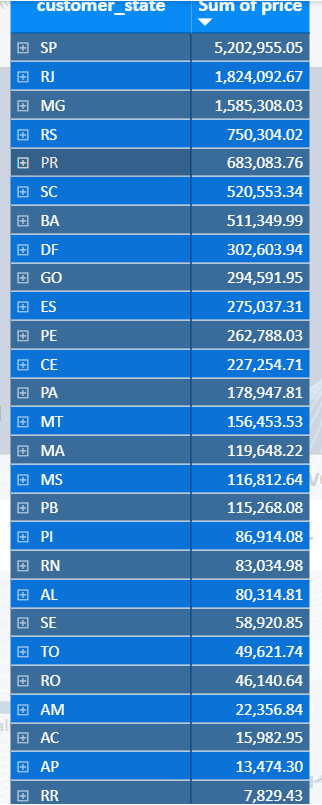 customer_state Sum of price
SP 5,202,955.05
RJ 1,824,092.67
MG 1,585,308.03
RS 750,304.02
PR 683,083.76
SC 520,553.34
BA 511,349.99
DF 302,603.94
GO 294,591.95
ES 275,037.31
PE 262,788.03
CE 227,254.71
PA 178,947.81
MT 156,453.53
MA 119,648.22
MS 116,812.64
PB 115,268.08
PI 86,914.08
RN 83,034.98
AL 80,314.81
SE 58,920.85
TO 49,621.74
RO 46,140.64
AM 22,356.84
AC 15,982.95
AP 13,474.30
RR 7,829.43